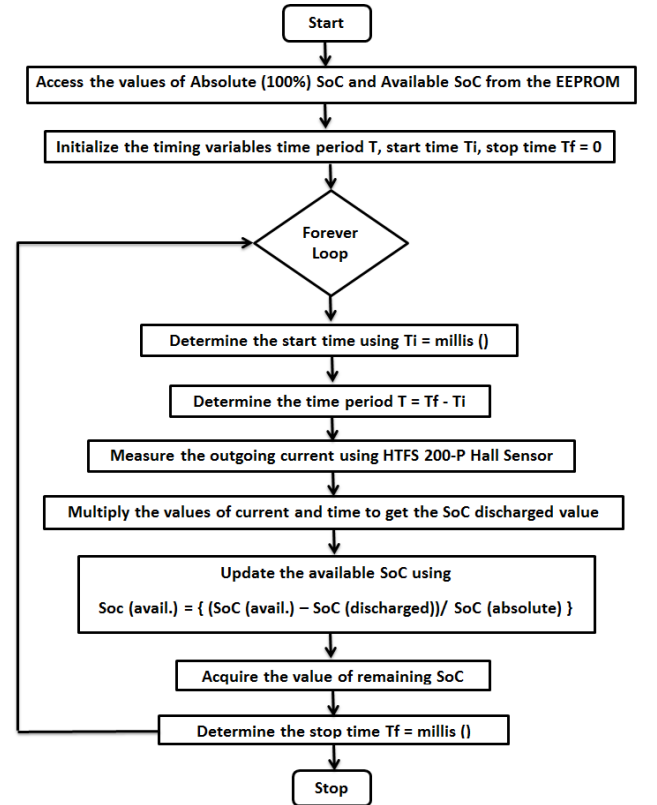 Start
Access the values of Absolute (100%) SoC and Available SoC from the EEPROM
Initialize the timing variables time period T, start time Ti, stop time Tf = 0
Forever
Loop
Determine the start time using Ti = millis ()
Determine the time period T = Tf - Ti
Measure the outgoing current using HTFS 200-P Hall Sensor
Multiply the values of current and time to get the SoC discharged value
Update the available SoC using
Soc (avail.) = { (SoC (avail.) – SoC (discharged))/ SoC (absolute) }
Acquire the value of remaining SoC
Determine the stop time Tf = millis ()
Stop